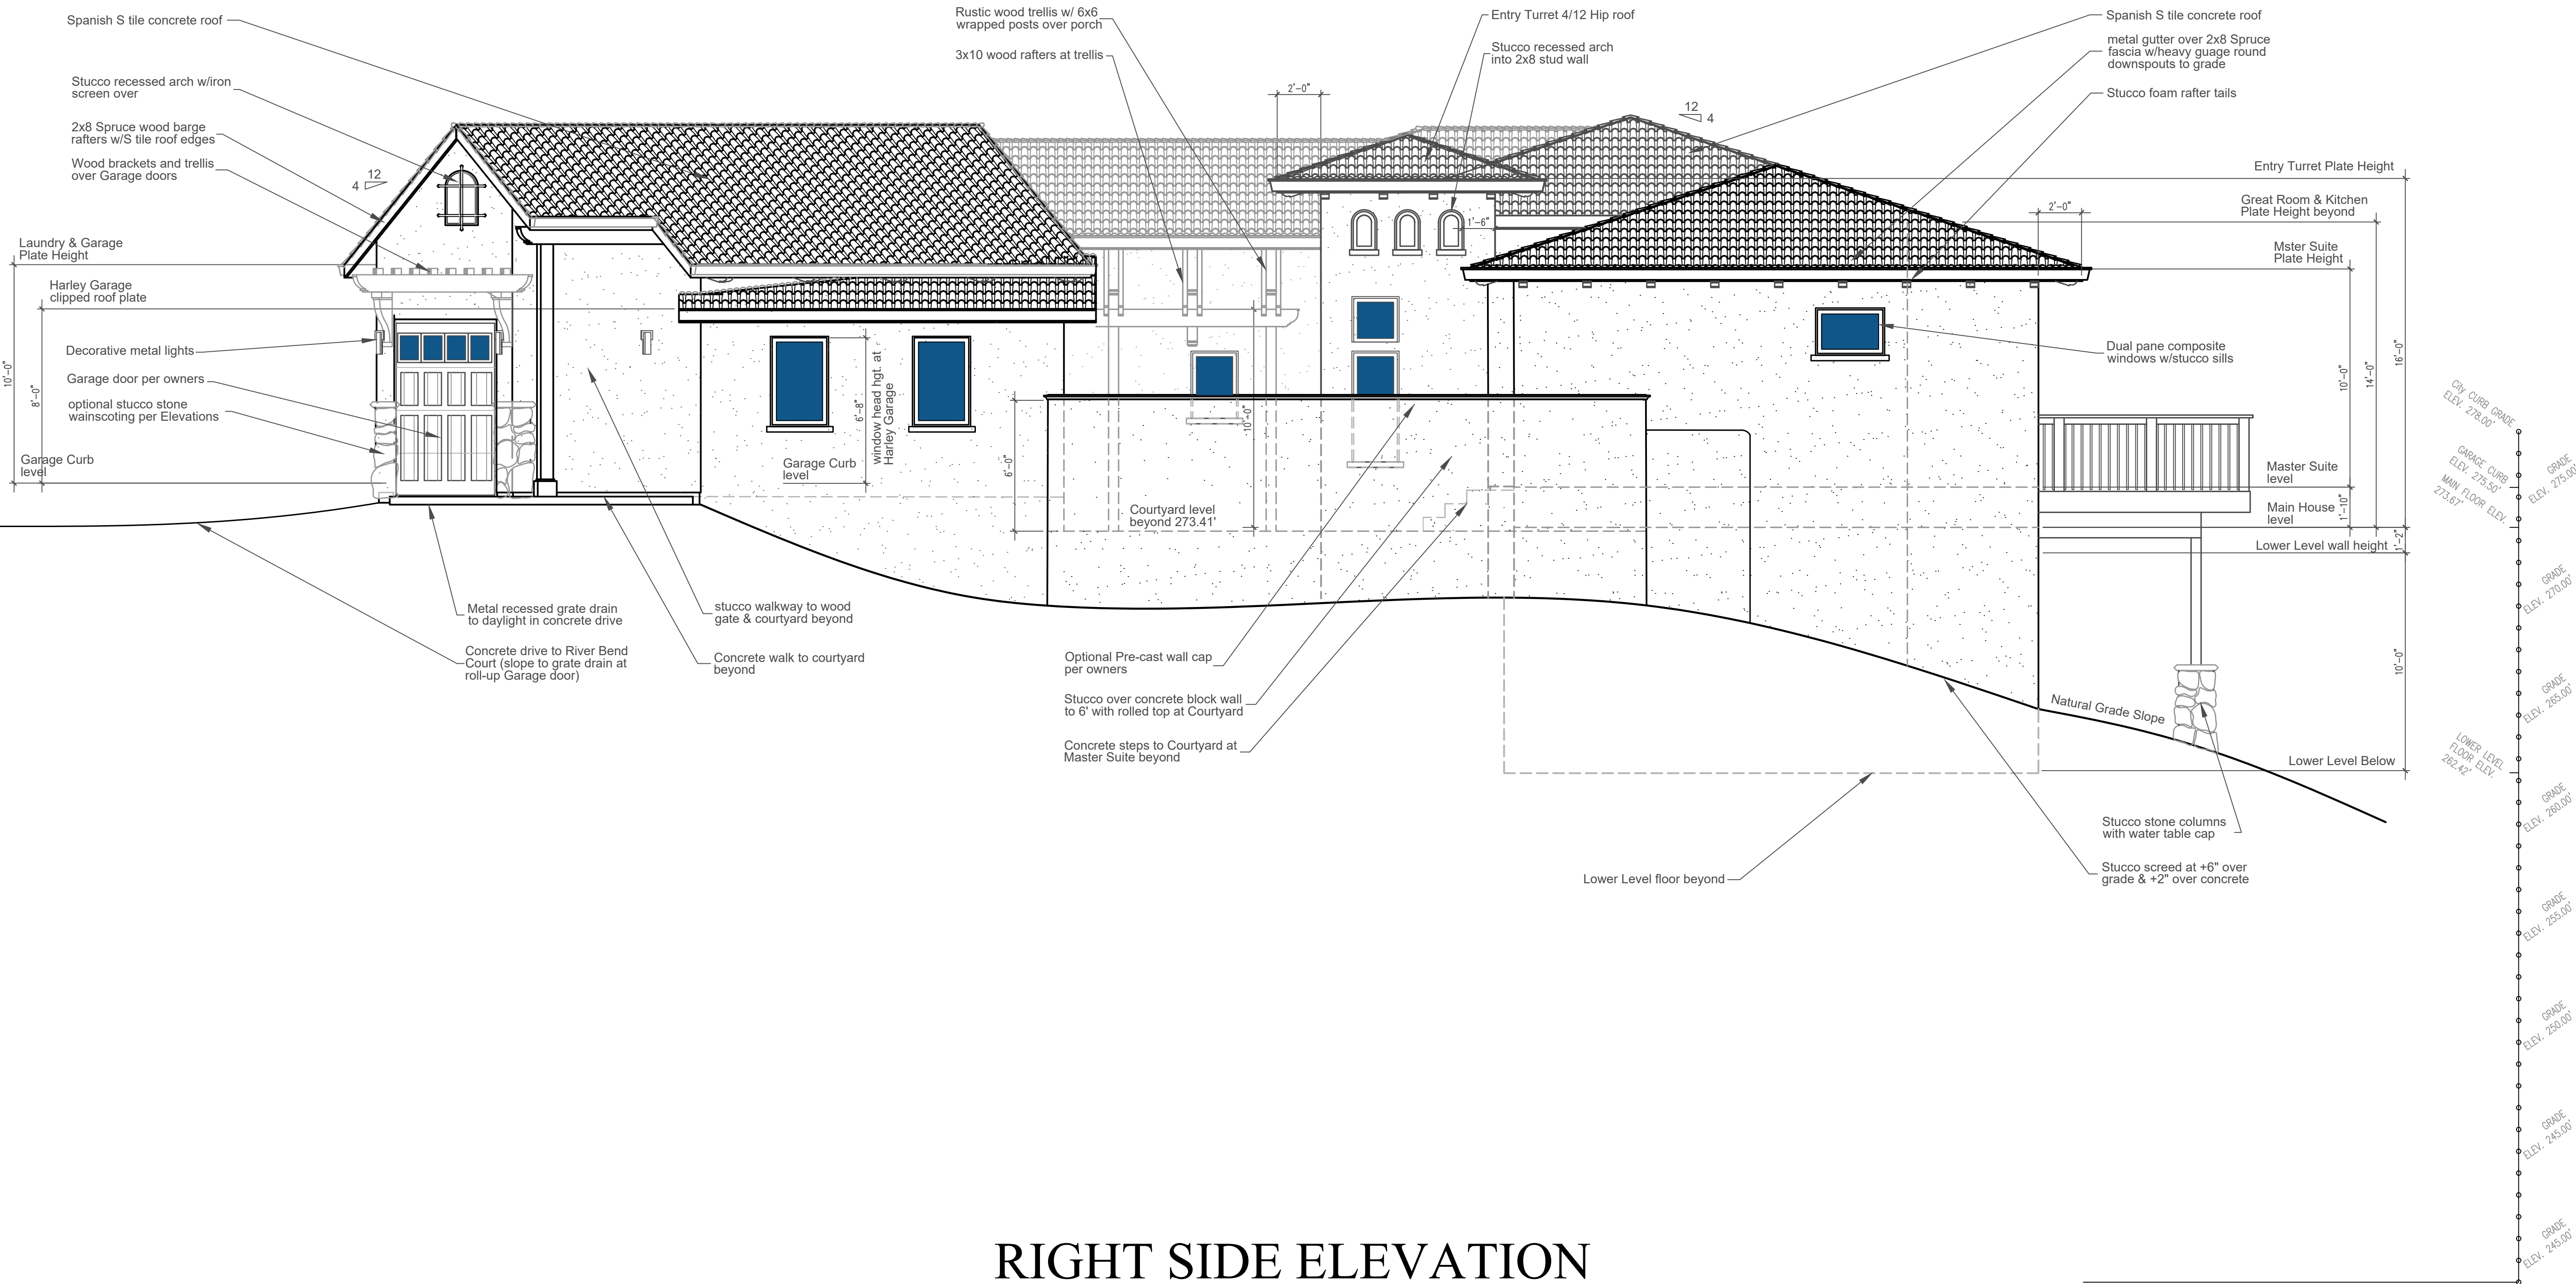 Spanish S tile concrete roof
Stucco recessed arch w/iron
screen over
2x8 Spruce wood barge
rafters w/S tile roof edges
Wood brackets and trellis
over Garage doors
12
4
Laundry & Garage
Plate Height
Harley Garage
clipped roof plate
Decorative metal lights
Garage door per owners
optional stucco stone
wainscoting per Elevations
Garage Curb
level
10'-0"
8'-0"
Metal recessed grate drain
to daylight in concrete drive
Concrete drive to River Bend
Court (slope to grate drain at
roll-up Garage door)
stucco walkway to wood
gate & courtyard beyond
Concrete walk to courtyard
beyond
Garage Curb
level
6'-8"
window head hgt. at
Harley Garage
Rustic wood trellis w/ 6x6
wrapped posts over porch
3x10 wood rafters at trellis
2'-0"
Entry Turret 4/12 Hip roof
Stucco recessed arch
into 2x8 stud wall
1'-6"
12
4
6'-0"
10'-0"
Courtyard level
beyond 273.41'
Optional Pre-cast wall cap
per owners
Stucco over concrete block wall
to 6' with rolled top at Courtyard
Concrete steps to Courtyard at
Master Suite beyond
Lower Level floor beyond
Spanish S tile concrete roof
metal gutter over 2x8 Spruce
fascia w/heavy guage round
downspouts to grade
Stucco foam rafter tails
Entry Turret Plate Height
Great Room & Kitchen
Plate Height beyond
2'-0"
Mster Suite
Plate Height
Dual pane composite
windows w/stucco sills
10'-0"
14'-0"
16'-0"
Master Suite
level
1'-10"
Main House
level
Lower Level wall height
1'-2"
10'-0"
Natural Grade Slope
Lower Level Below
Stucco stone columns
with water table cap
Stucco screed at +6" over
grade & +2" over concrete
City CURB GRADE
ELEV. 278.00'
GARAGE CURB
ELEV. 275.50'
MAIN FLOOR ELEV.
273.67'
GRADE
ELEV. 275.00'
GRADE
ELEV. 270.00'
GRADE
ELEV. 265.00'
LOWER LEVEL
FLOOR ELEV.
262.42'
GRADE
ELEV. 260.00'
GRADE
ELEV. 255.00'
GRADE
ELEV. 250.00'
GRADE
ELEV. 245.00'
GRADE
ELEV. 245.00'
RIGHT SIDE ELEVATION